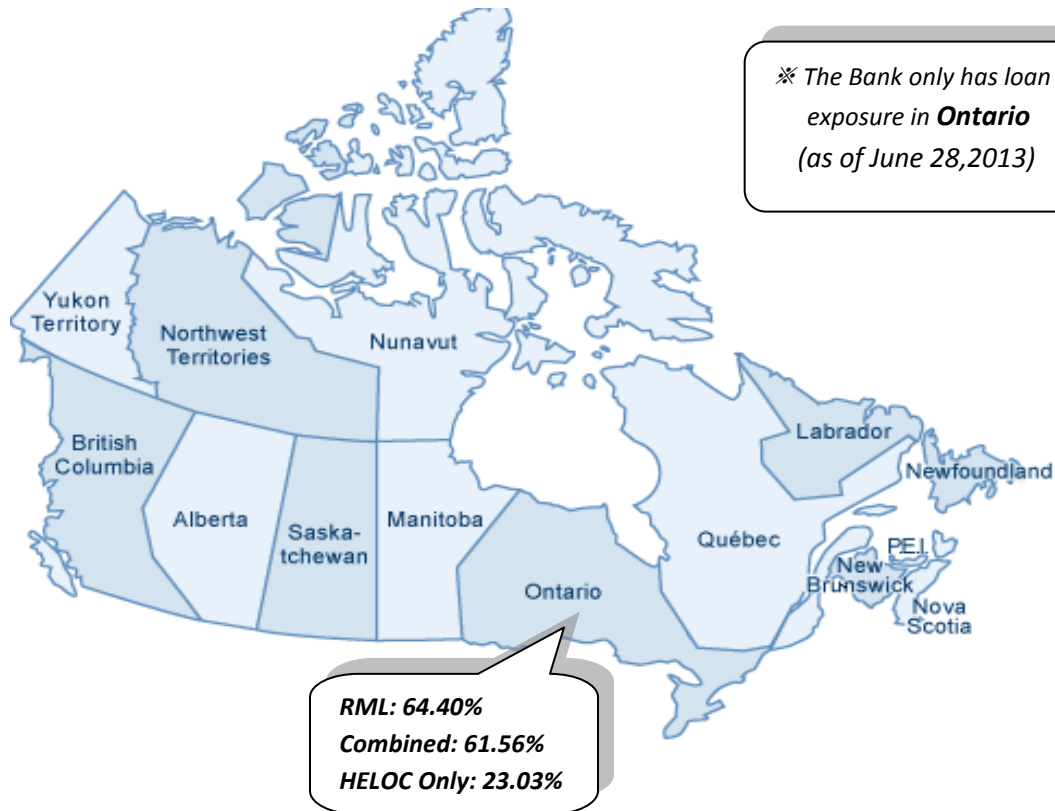 ※ The Bank only has loan
exposure in Ontario
(as of June 28,2013)
Yukon
Territory
Northwest
Territories
Nunavut
British
Columbia
Alberta
Saska-
tchewan
Manitoba
Ontario
Québec
Labrador
Newfoundland
P.E.I.
New
Brunswick
Nova
Scotia
RML: 64.40%
Combined: 61.56%
HELOC Only: 23.03%